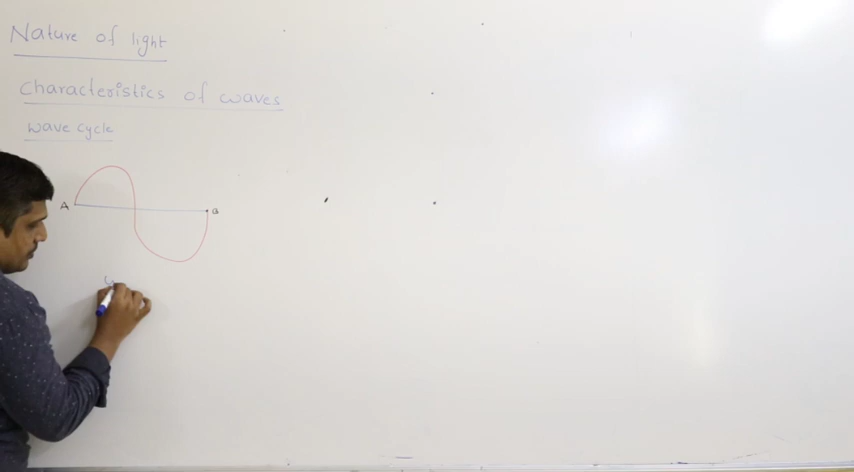 Nature of light
Characteristics of waves
wave cycle
A B